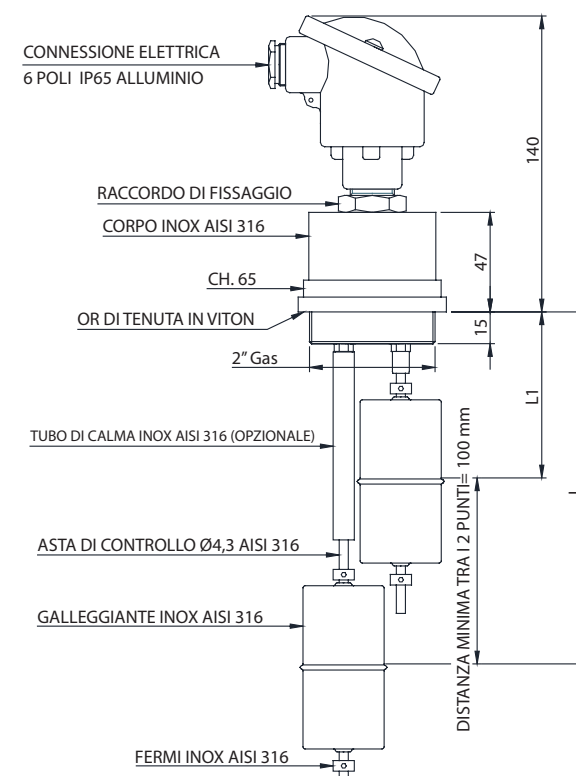 CONNESSIONE ELETTRICA
6 POLI IP65 ALLUMINIO
140
RACCORDO DI FISSAGGIO
CORPO INOX AISI 316
47
CH. 65
OR DI TENUTA IN VITON
15
2" Gas
L1
TUBO DI CALMA INOX AISI 316 (OPZIONALE)
DISTANZA MINIMA TRA I 2 PUNTI= 100 mm
ASTA DI CONTROLLO Ø4,3 AISI 316
GALLEGGIANTE INOX AISI 316
FERMI INOX AISI 316